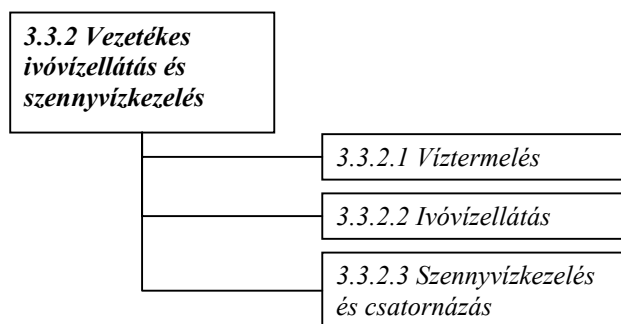 3.3.2 Vezetékes
ivóvízellátás és
szennyvízkezelés
3.3.2.1 Víztermelés
3.3.2.2 Ivóvízellátás
3.3.2.3 Szennyvízkezelés
és csatornázás